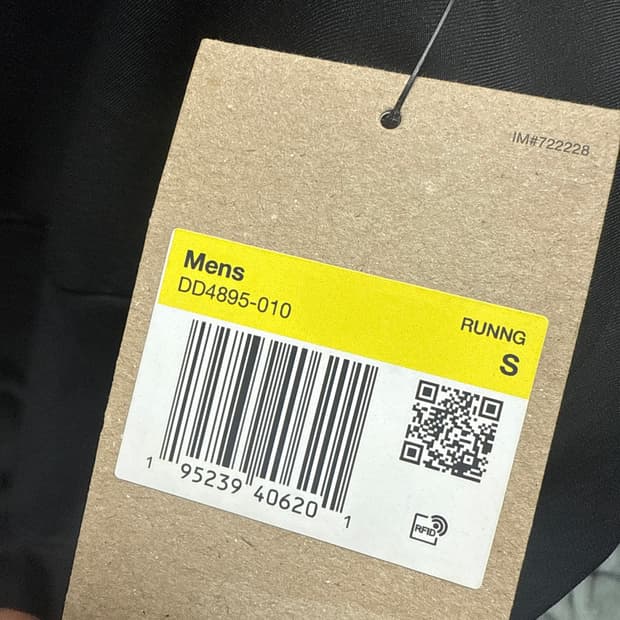 IM#722228
Mens
DD4895-010
RUNNG
S
1 95239 40620 1
RFID